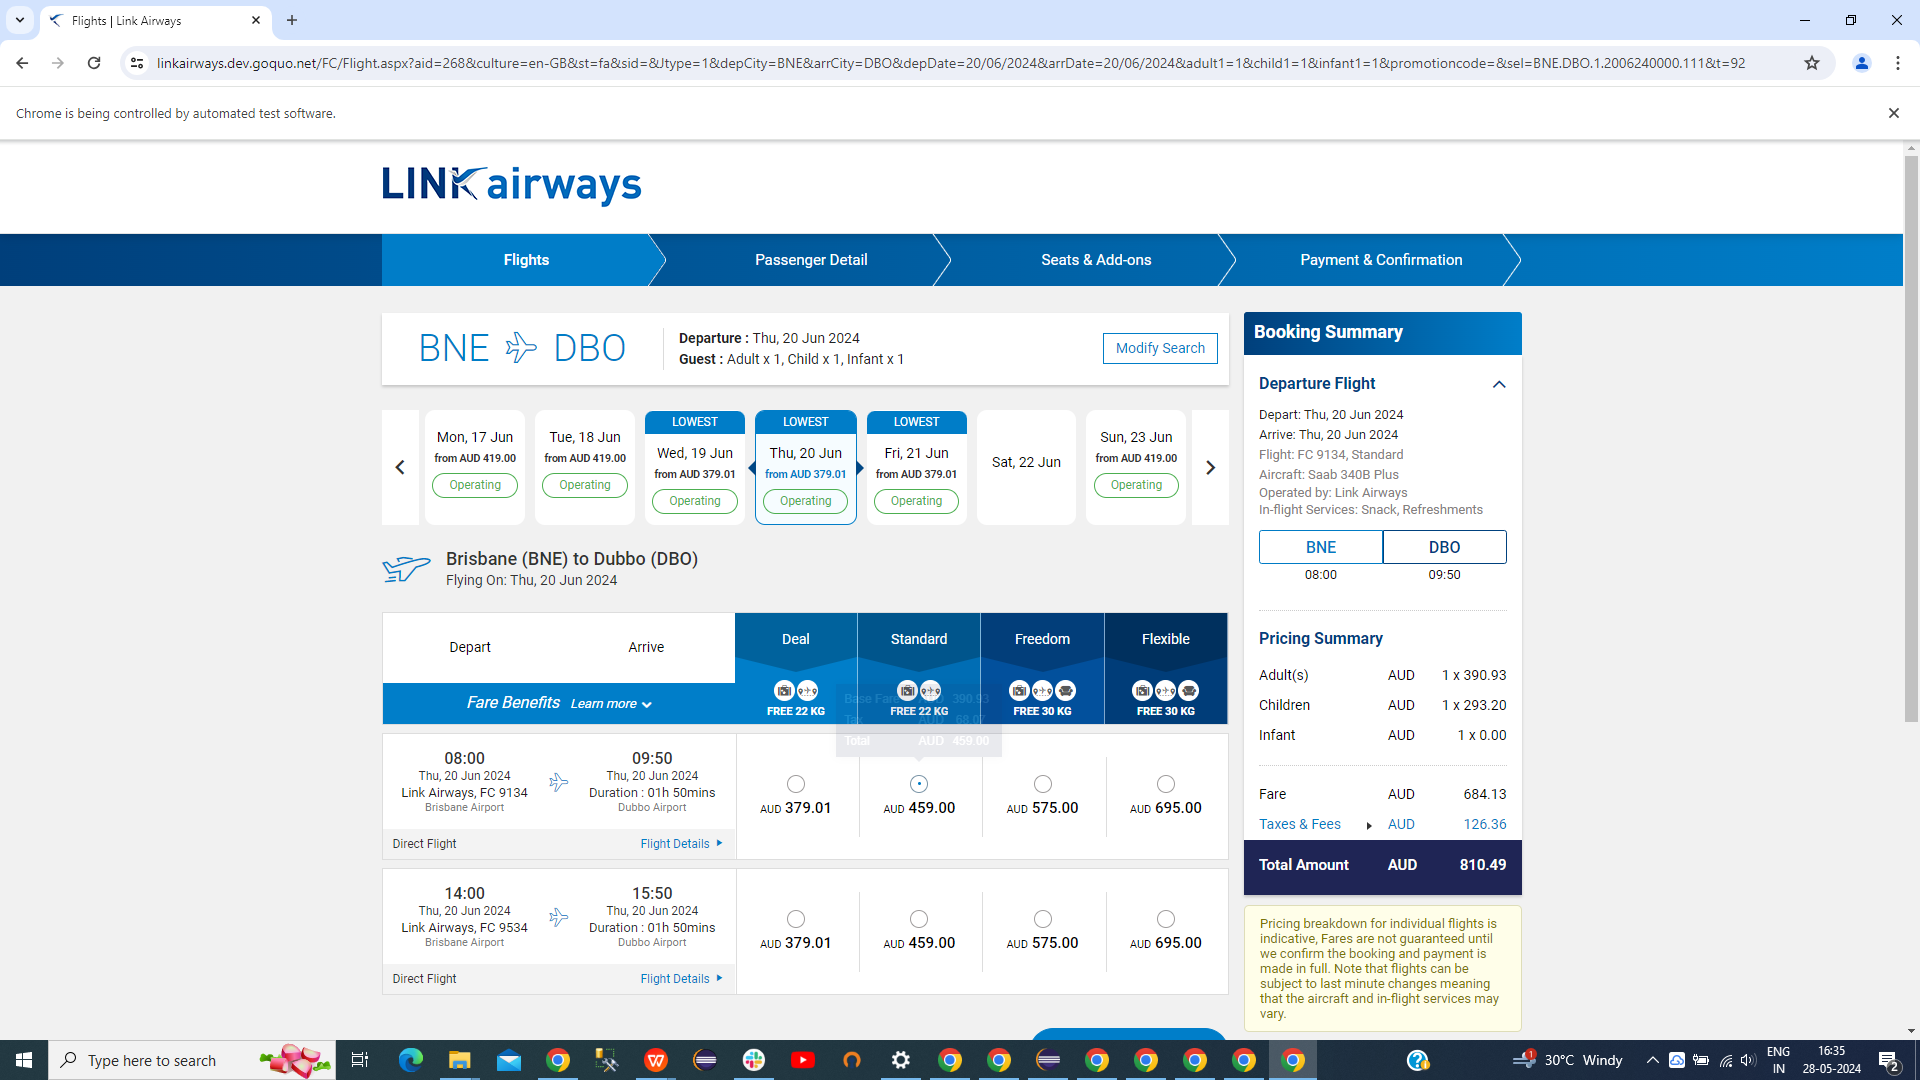 Flights | Link Airways
linkairways.dev.goquo.net/FC/Flight.aspx?aid=268&culture=en-GB&st=fa&sid=&Jtype=1&depCity=BNE&arrCity=DBO&depDate=20/06/2024&arrDate=20/06/2024&adult1=1&child1=1&infant1=1&promotioncode=&sel=BNE.DBO.1.2006240000.111&t=92
Chrome is being controlled by automated test software.
LINK airways
Flights
Passenger Detail
Seats & Add-ons
Payment & Confirmation
BNE DBO
Departure : Thu, 20 Jun 2024
Guest : Adult x 1, Child x 1, Infant x 1
Modify Search
Mon, 17 Jun
from AUD 419.00
Operating
Tue, 18 Jun
from AUD 419.00
Operating
LOWEST
Wed, 19 Jun
from AUD 379.01
Operating
LOWEST
Thu, 20 Jun
from AUD 379.01
Operating
LOWEST
Fri, 21 Jun
from AUD 379.01
Operating
Sat, 22 Jun
Sun, 23 Jun
from AUD 419.00
Operating
Brisbane (BNE) to Dubbo (DBO)
Flying On: Thu, 20 Jun 2024
Depart Arrive Deal Standard Freedom Flexible
Fare Benefits Learn more
FREE 22 KG FREE 22 KG FREE 30 KG FREE 30 KG
Base Fare AUD 390.93
Tax AUD 68.07
Total AUD 459.00
08:00
Thu, 20 Jun 2024
Link Airways, FC 9134
Brisbane Airport
09:50
Thu, 20 Jun 2024
Duration : 01h 50mins
Dubbo Airport
AUD 379.01 AUD 459.00 AUD 575.00 AUD 695.00
Direct Flight Flight Details
14:00
Thu, 20 Jun 2024
Link Airways, FC 9534
Brisbane Airport
15:50
Thu, 20 Jun 2024
Duration : 01h 50mins
Dubbo Airport
AUD 379.01 AUD 459.00 AUD 575.00 AUD 695.00
Direct Flight Flight Details
Booking Summary
Departure Flight
Depart: Thu, 20 Jun 2024
Arrive: Thu, 20 Jun 2024
Flight: FC 9134, Standard
Aircraft: Saab 340B Plus
Operated by: Link Airways
In-flight Services: Snack, Refreshments
BNE DBO
08:00 09:50
Pricing Summary
Adult(s) AUD 1 x 390.93
Children AUD 1 x 293.20
Infant AUD 1 x 0.00
Fare AUD 684.13
Taxes & Fees AUD 126.36
Total Amount AUD 810.49
Pricing breakdown for individual flights is
indicative, Fares are not guaranteed until
we confirm the booking and payment is
made in full. Note that flights can be
subject to last minute changes meaning
that the aircraft and in-flight services may
vary.
Type here to search
1
30°C Windy
ENG
IN
16:35
28-05-2024
2